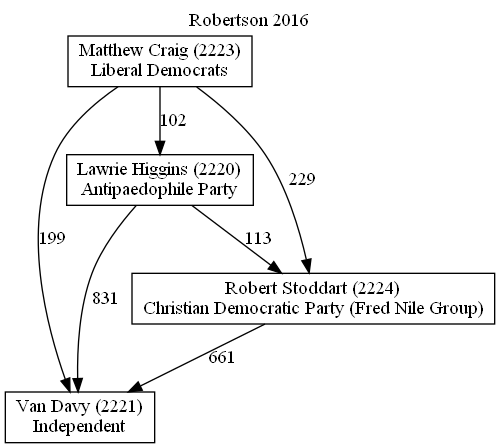 Robertson 2016
Matthew Craig (2223)
Liberal Democrats
102
Lawrie Higgins (2220)
Antipaedophile Party
229
199
113
831
Robert Stoddart (2224)
Christian Democratic Party (Fred Nile Group)
661
Van Davy (2221)
Independent